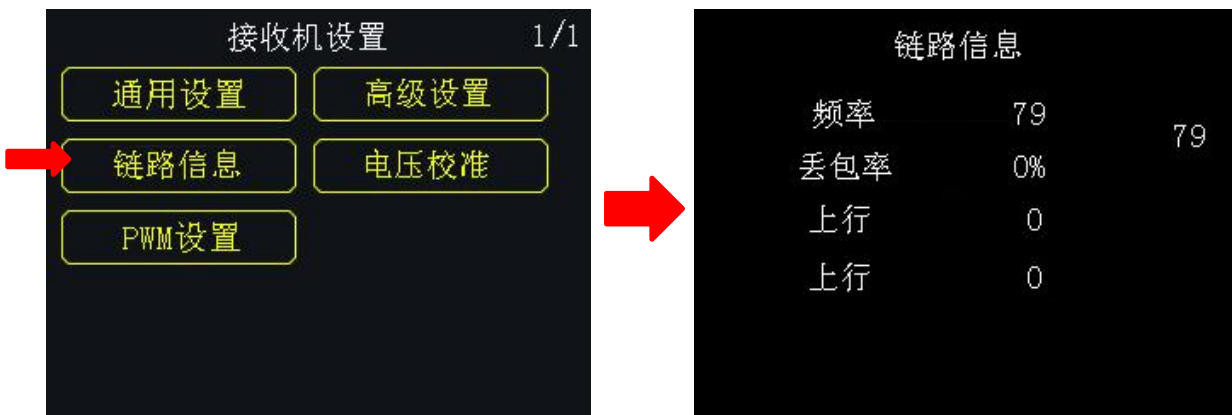 接收机设置 1/1
通用设置 高级设置
链路信息 电压校准
PWM设置
链路信息
频率 79
79
丢包率 0%
上行 0
上行 0